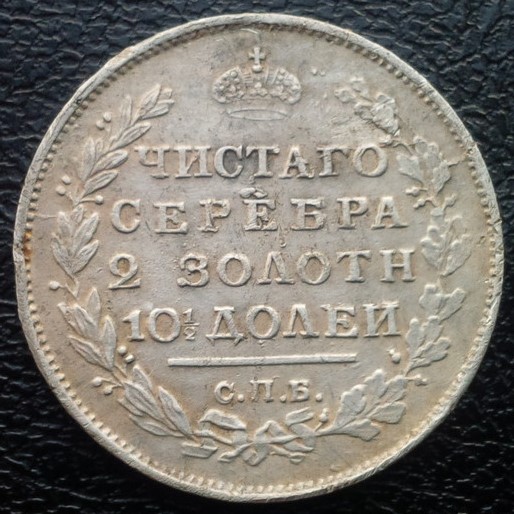 ЧИСТАГО
СЕРЕБРА
2 ЗОЛОТН
10½ ДОЛЕЙ
С.П.Б.